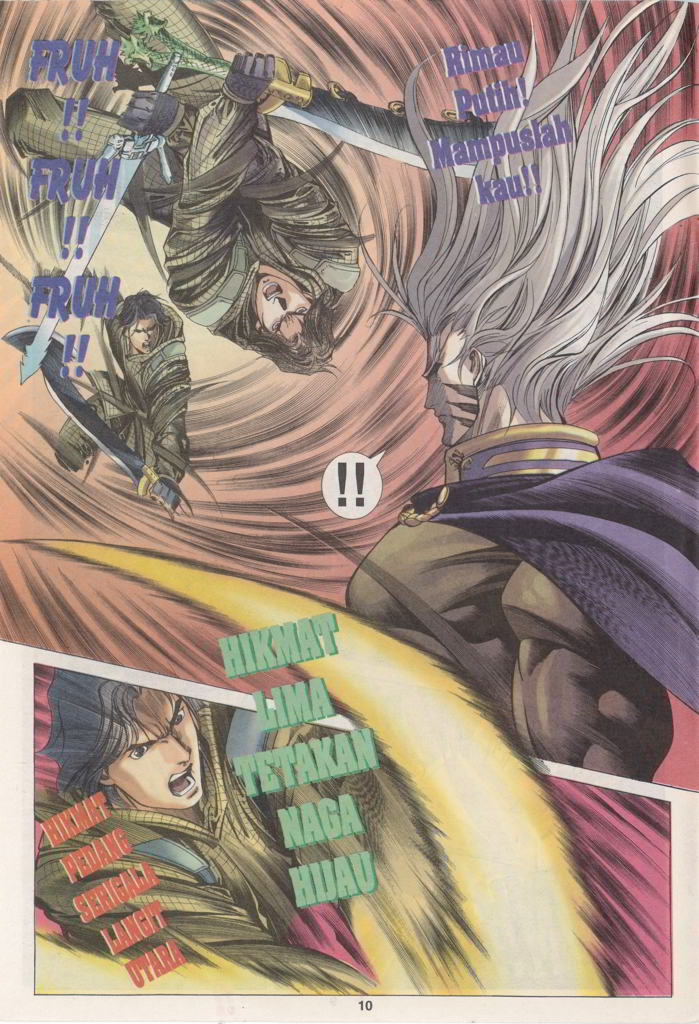 FRUH
!!
FRUH
!!
FRUH
!!
Rimau
Putih!
Mampuslah
kau!!
!!
HIKMAT
LIMA
TETAKAN
NAGA
HIJAU
HIKMAT
PEDANG
SERIGALA
LANGIT
UTARA
10